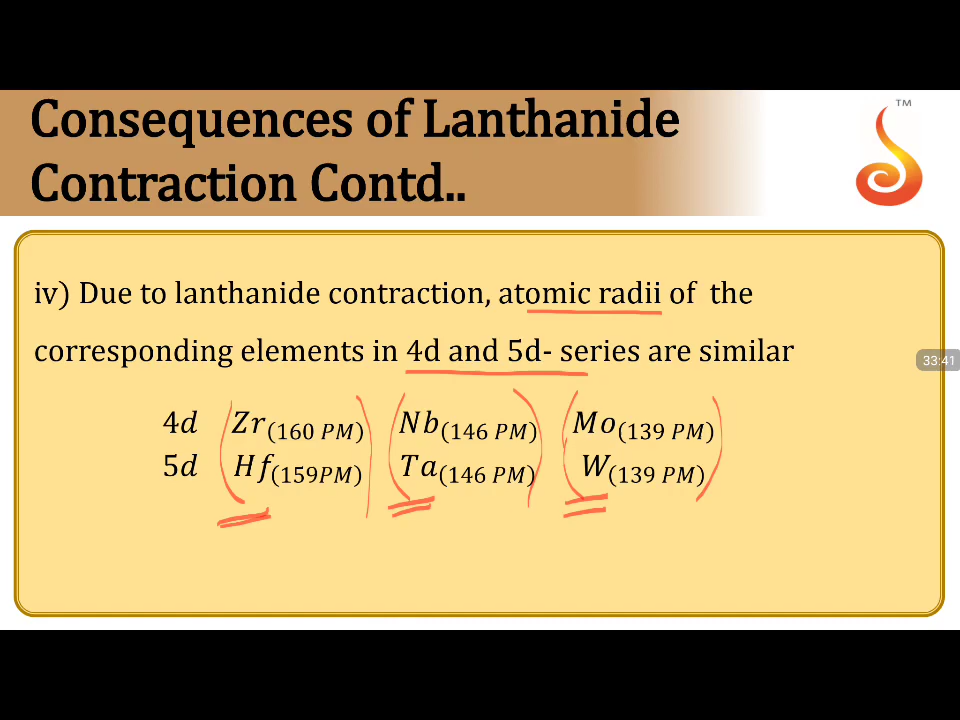 Consequences of Lanthanide
Contraction Contd..
TM
iv) Due to lanthanide contraction, atomic radii of the
corresponding elements in 4d and 5d- series are similar
33:41
4d Zr(160 PM) Nb(146 PM) Mo(139 PM)
5d Hf(159PM) Ta(146 PM) W(139 PM)